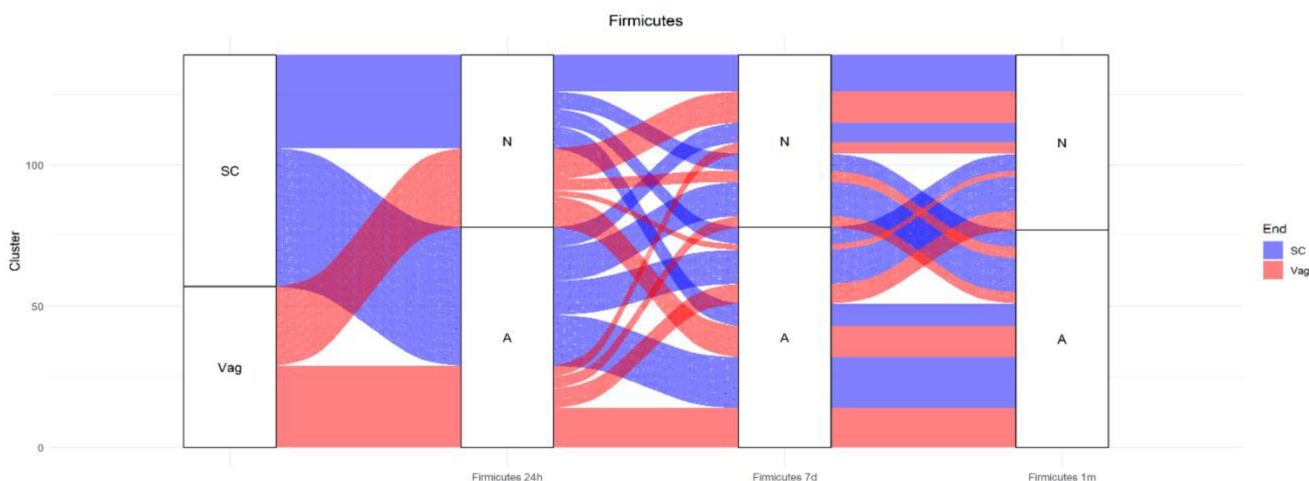 Firmicutes
SC
N
N
N
100
End
SC
Vag
Cluster
50
Vag
A
A
A
0
Firmicutes 24h
Firmicutes 7d
Firmicutes 1m